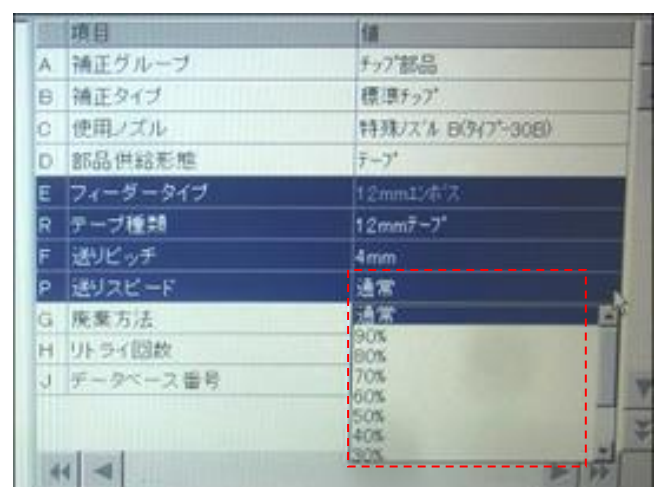 項目 値
A 補正グループ チップ部品
B 補正タイプ 標準チップ
C 使用ノズル 特殊ノズル B(タイプ-30B)
D 部品供給形態 テープ
E フィーダータイプ 12mmエンボス
R テープ種類 12mmテープ
F 送りピッチ 4mm
P 送りスピード 通常
通常
G 廃棄方法
90%
80%
H リトライ回数
70%
J データベース番号
60%
50%
40%
30%